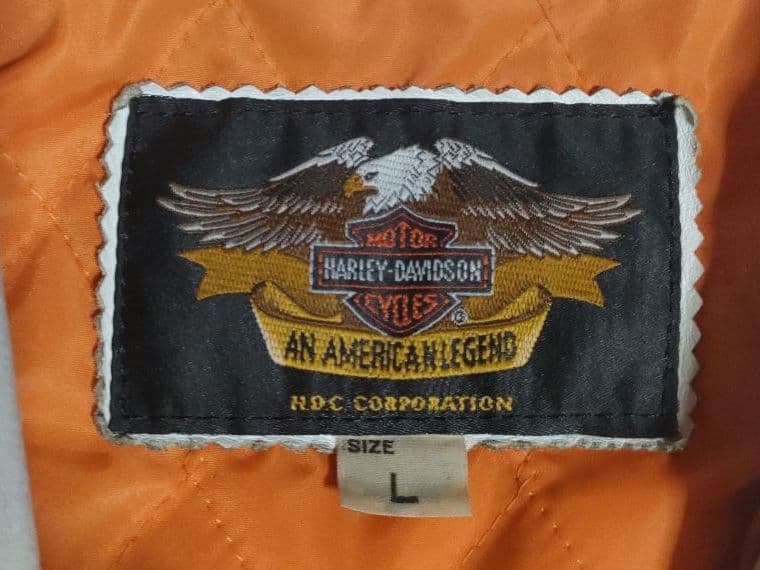 MOTOR
HARLEY-DAVIDSON
CYCLES
®
AN AMERICAN LEGEND
H.D.C CORPORATION
SIZE
L